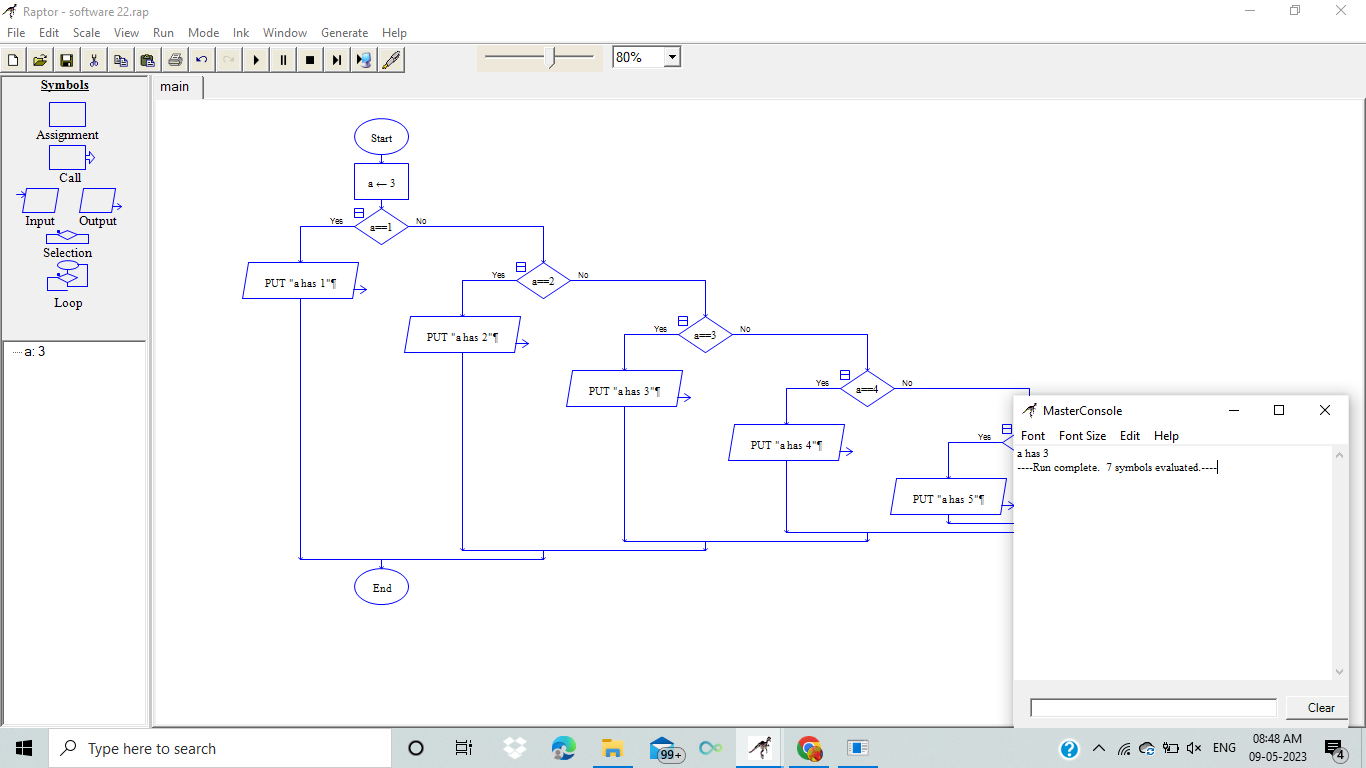 Raptor - software 22.rap
File Edit Scale View Run Mode Ink Window Generate Help
80%
Symbols
Assignment
Call
Input Output
Selection
Loop
a: 3
main
Start
a ← 3
Yes a==1 No
PUT "a has 1"¶
Yes a==2 No
PUT "a has 2"¶
Yes a==3 No
PUT "a has 3"¶
Yes a==4 No
PUT "a has 4"¶
Yes
PUT "a has 5"¶
End
MasterConsole
Font Font Size Edit Help
a has 3
----Run complete. 7 symbols evaluated.----
Clear
Type here to search
99+
ENG
08:48 AM
09-05-2023
4